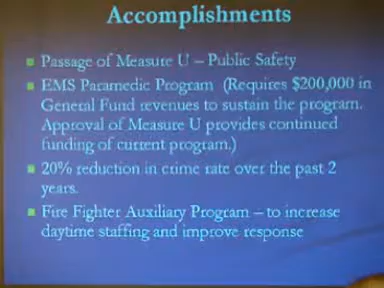 Accomplishments
Passage of Measure U – Public Safety
EMS Paramedic Program (Requires $200,000 in
General Fund revenues to sustain the program.
Approval of Measure U provides continued
funding of current program.)
20% reduction in crime rate over the past 2
years.
Fire Fighter Auxiliary Program – to increase
daytime staffing and improve response